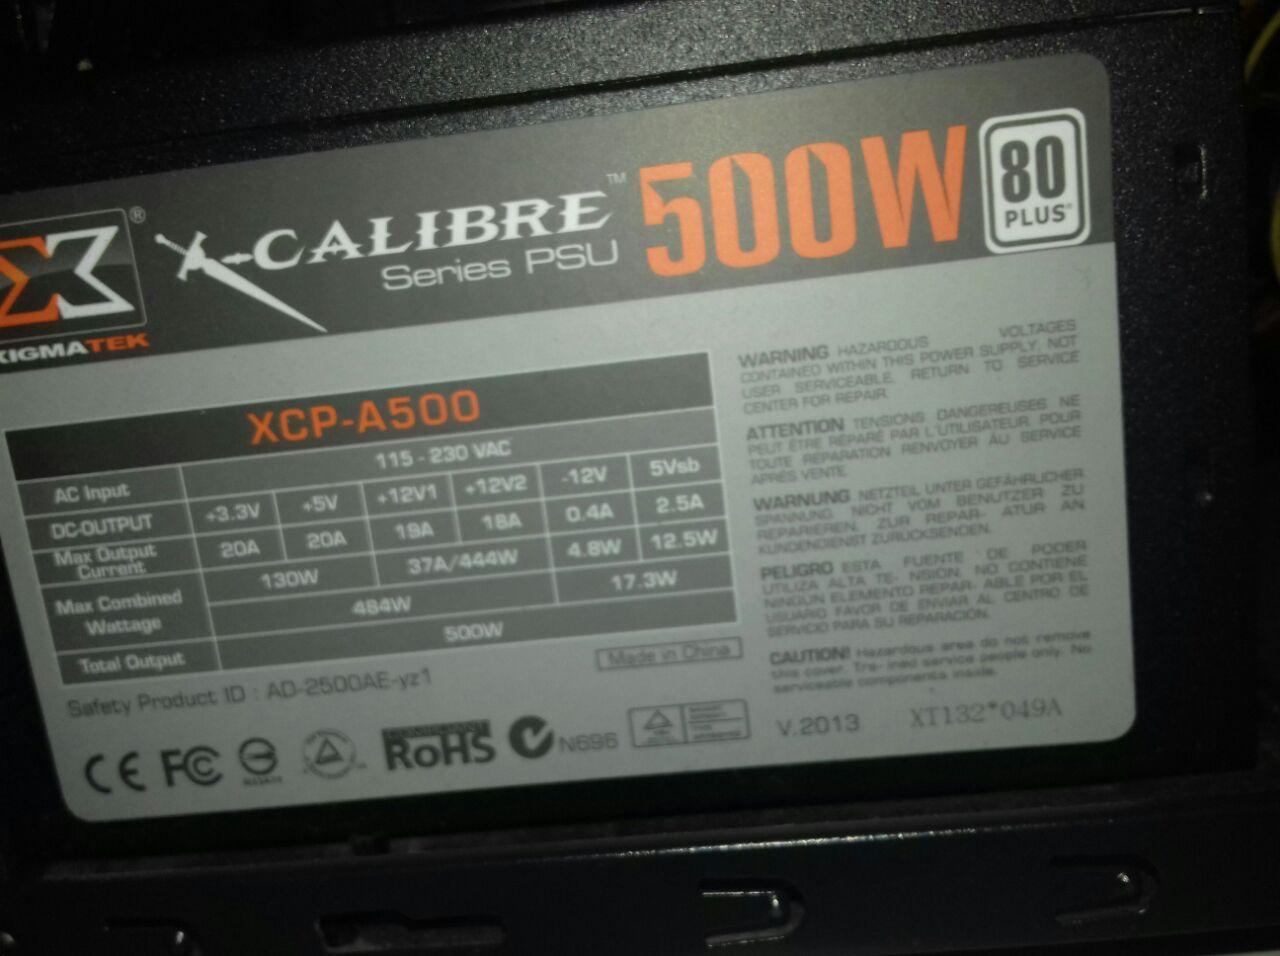 X-CALIBRE™
Series PSU
500W
80
PLUS®
®
XIGMATEK
XCP-A500
AC Input 115 - 230 VAC
DC-OUTPUT +3.3V +5V +12V1 +12V2 -12V 5Vsb
Max Output Current 20A 20A 19A 18A 0.4A 2.5A
Max Combined Wattage 130W 37A/444W 4.8W 12.5W
484W 17.3W
Total Output 500W
Safety Product ID : AD-2500AE-yz1
Made in China
WARNING HAZARDOUS VOLTAGES
CONTAINED WITHIN THIS POWER SUPPLY, NOT
USER SERVICEABLE. RETURN TO SERVICE
CENTER FOR REPAIR.
ATTENTION TENSIONS DANGEREUSES NE
PEUT ÊTRE RÉPARÉ PAR L'UTILISATEUR. POUR
TOUTE REPARATION RENVOYER AU SERVICE
APRES VENTE.
WARNUNG NETZTEIL UNTER GEFÄHRLICHER
SPANNUNG. NICHT VOM BENUTZER ZU
REPARIEREN. ZUR REPAR- ATUR AN
KUNDENDIENST ZURÜCKSENDEN.
PELIGRO ESTA FUENTE DE PODER
UTILIZA ALTA TE- NSION, NO CONTIENE
NINGUN ELEMENTO REPAR- ABLE POR EL
USUARIO FAVOR DE ENVIAR AL CENTRO DE
SERVICIO PARA SU REPARACION.
CAUTION! Hazardous area do not remove
this cover. Tra- ined service people only. No
serviceable components inside.
CE FC RoHS N696
V.2013 XT132*049A